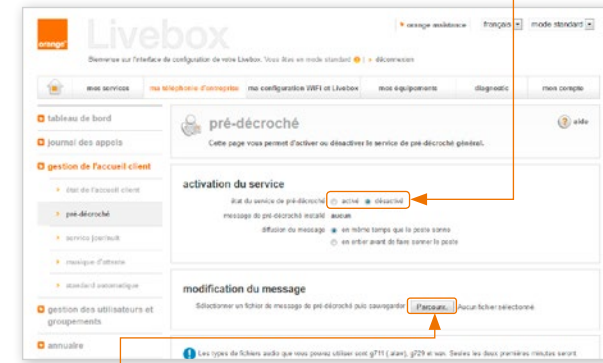 orange
Livebox
orange assistance français mode standard
Bienvenue sur l'interface de configuration de votre Livebox. Vous êtes en mode standard déconnexion
mes services ma téléphonie d'entreprise ma configuration WiFi et Livebox mes équipements diagnostic mon compte
tableau de bord
journal des appels
gestion de l'accueil client
état de l'accueil client
pré-décroché
service jour/nuit
musique d'attente
standard automatique
gestion des utilisateurs et
groupements
annuaire
pré-décroché
aide
Cette page vous permet d'activer ou désactiver le service de pré-décroché général.
activation du service
état du service de pré-décroché activé désactivé
message de pré-décroché installé aucun
diffusion du message en même temps que le poste sonne
en entier avant de faire sonner le poste
modification du message
Sélectionner un fichier de message de pré-décroché puis sauvegarder Parcourir_ Aucun fichier sélectionné.
Les types de fichiers audio que vous pouvez utiliser sont g711 (.alaw), g729 et wav. Seules les deux premières minutes seront